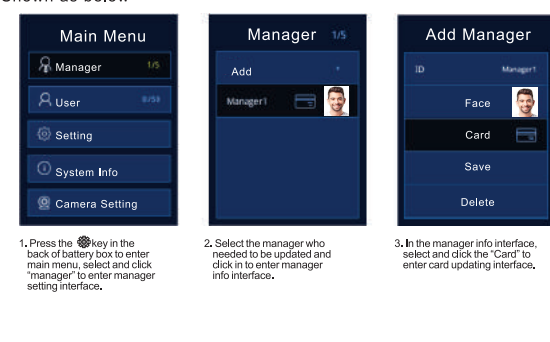 Shown as below
Main Menu
Manager 1/5
User 0/53
Setting
System Info
Camera Setting
1. Press the key in the
back of battery box to enter
main menu, select and click
"manager" to enter manager
setting interface.
Manager 1/5
Add +
Manager1
2. Select the manager who
needed to be updated and
click in to enter manager
info interface.
Add Manager
ID Manager1
Face
Card
Save
Delete
3. In the manager info interface,
select and click the "Card" to
enter card updating interface.